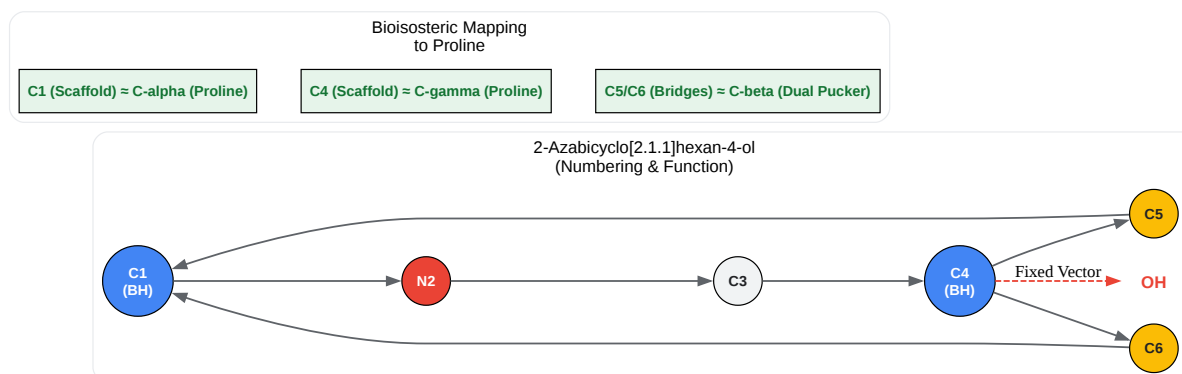 Bioisosteric Mapping
to Proline
C1 (Scaffold) ≈ C-alpha (Proline)
C4 (Scaffold) ≈ C-gamma (Proline)
C5/C6 (Bridges) ≈ C-beta (Dual Pucker)
2-Azabicyclo[2.1.1]hexan-4-ol
(Numbering & Function)
C1
(BH)
N2
C3
C4
(BH)
Fixed Vector
C5
OH
C6